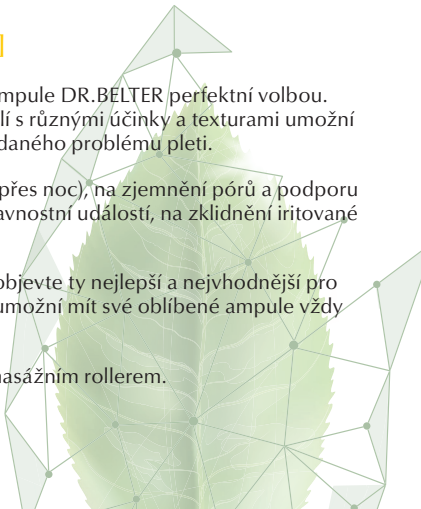 mpule DR.BELTER perfektní volbou.
lí s různými účinky a texturami umožní
daného problému pleti.
přes noc), na zjemnění pórů a podporu
avnostní událostí, na zklidnění iritované
objevte ty nejlepší a nejvhodnější pro
umožní mít své oblíbené ampule vždy
masážním rollerem.